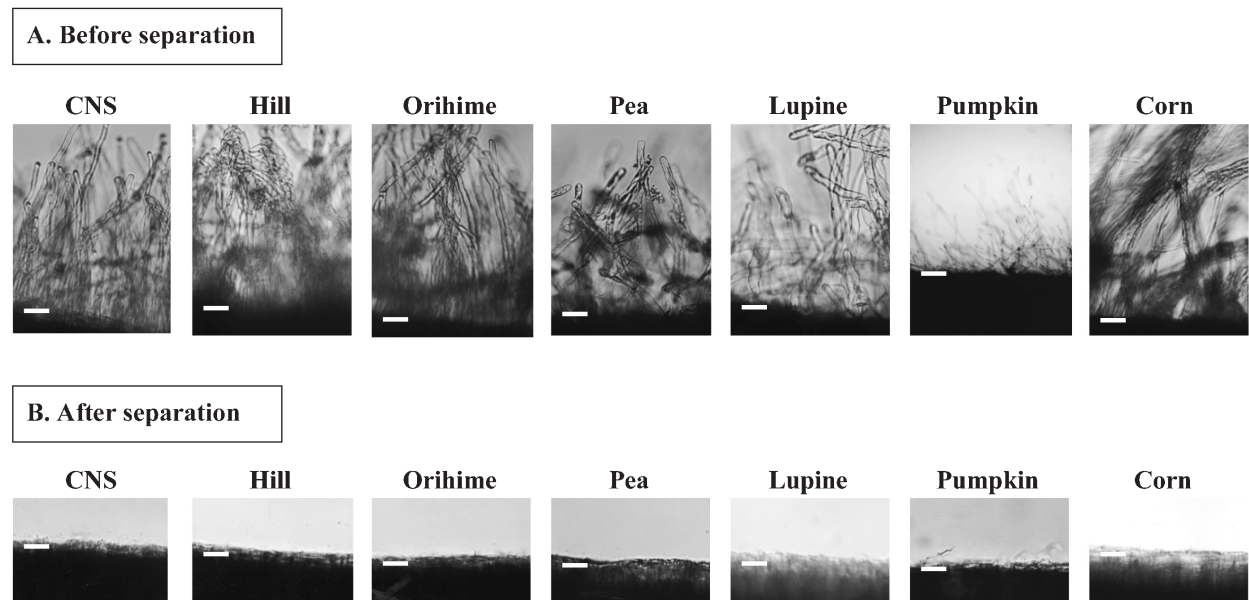 A. Before separation
CNS Hill Orihime Pea Lupine Pumpkin Corn
B. After separation
CNS Hill Orihime Pea Lupine Pumpkin Corn